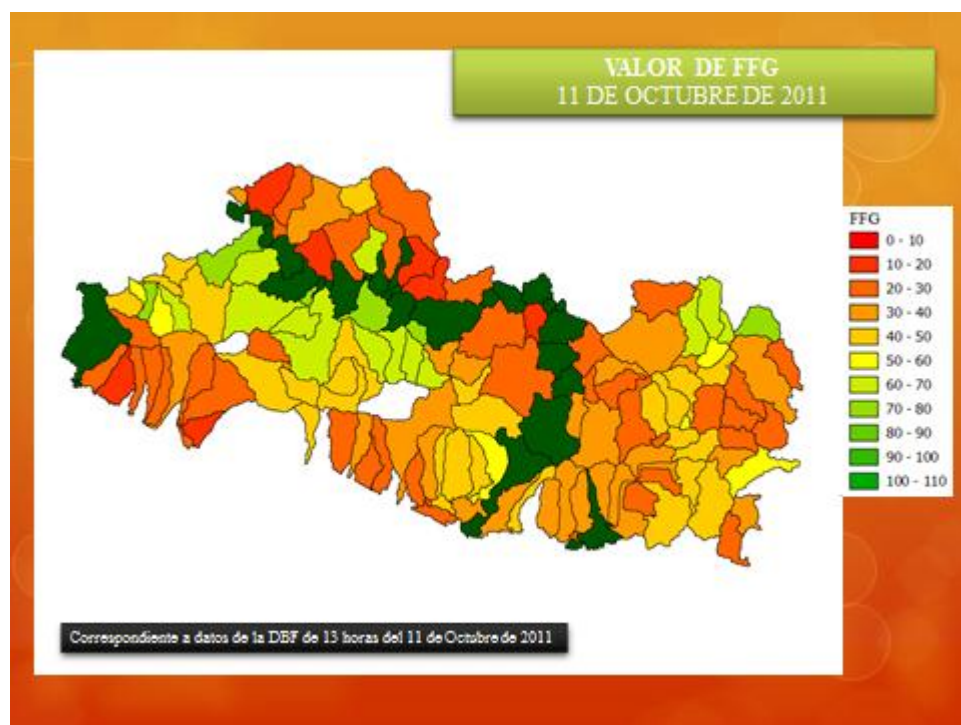 VALOR DE FFG
11 DE OCTUBRE DE 2011
FFG
0 - 10
10 - 20
20 - 30
30 - 40
40 - 50
50 - 60
60 - 70
70 - 80
80 - 90
90 - 100
100 - 110
Correspondiente a datos de la DBF de 13 horas del 11 de Octubre de 2011